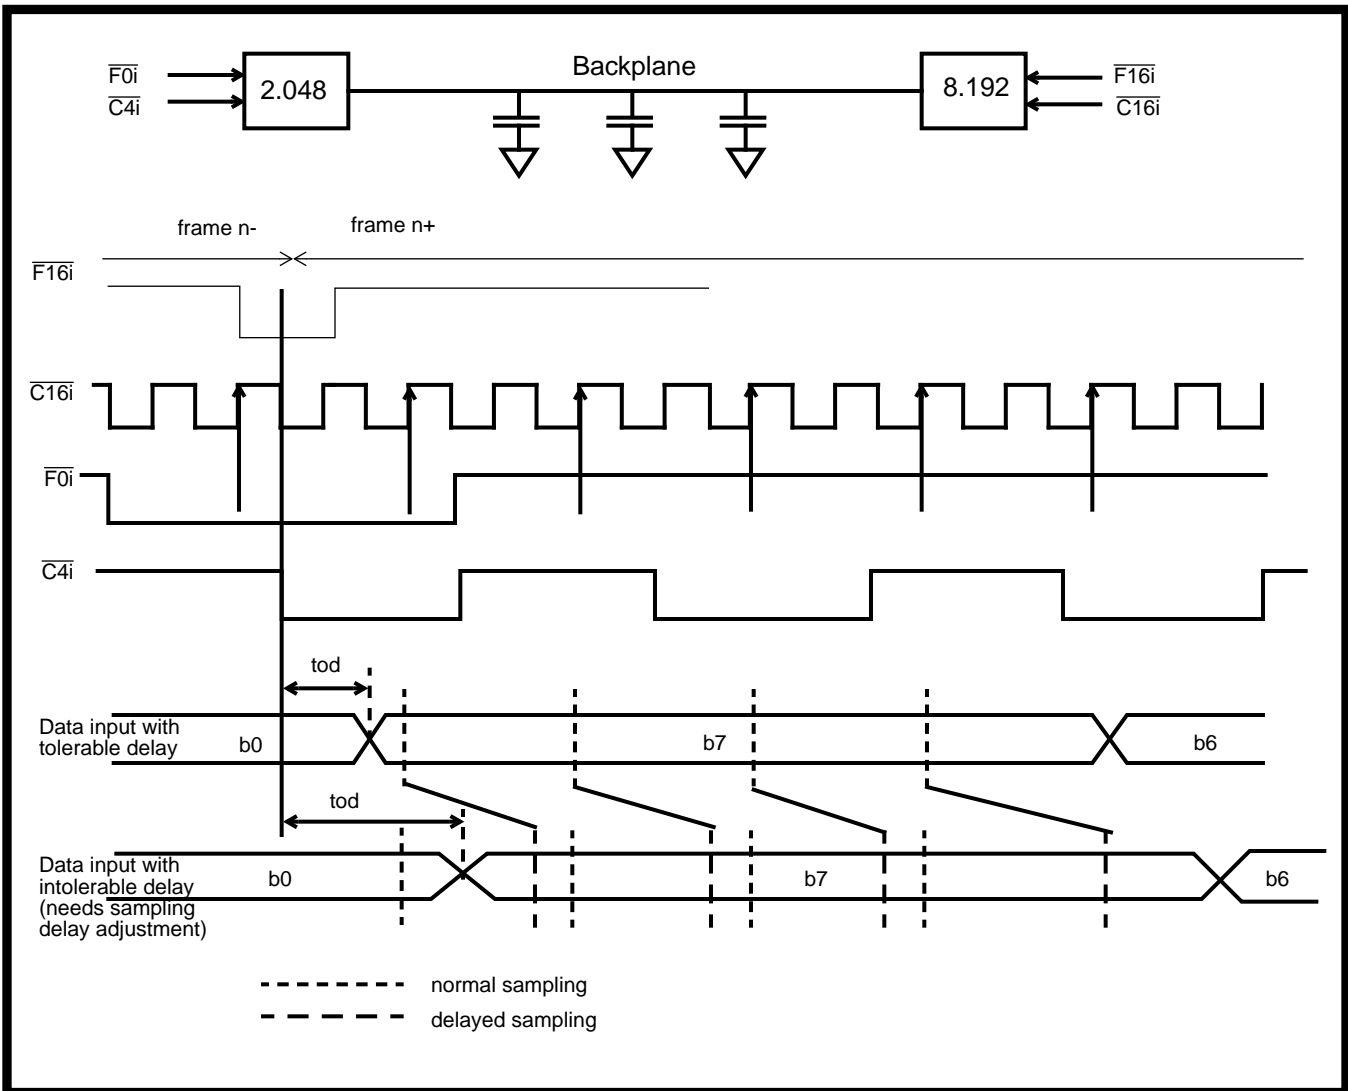 Backplane
F0i
C4i
2.048
8.192
F16i
C16i
frame n-
frame n+
F16i
C16i
F0i
C4i
tod
Data input with
tolerable delay
b0
b7
b6
tod
Data input with
intolerable delay
(needs sampling
delay adjustment)
b0
b7
b6
normal sampling
delayed sampling